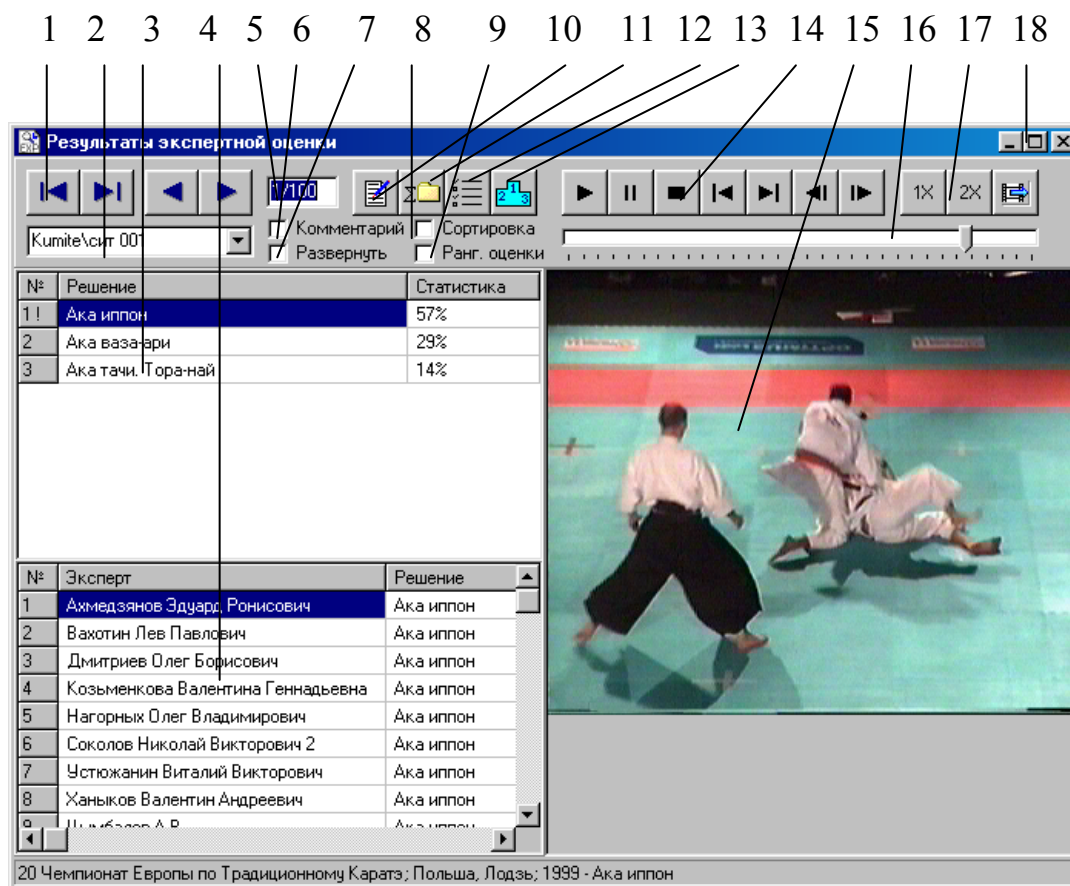 1 2 3 4 5 6 7 8 9 10 11 12 13 14 15 16 17 18
Результаты экспертной оценки
1/100
1X 2X
Kumite\сит 001
Комментарий
Сортировка
Развернуть
Ранг. оценки
№ Решение Статистика
1 ! Ака иппон 57%
2 Ака ваза-ари 29%
3 Ака тачи. Тора-най 14%
№ Эксперт Решение
1 Ахмедзянов Эдуард Ронисович Ака иппон
2 Вахотин Лев Павлович Ака иппон
3 Дмитриев Олег Борисович Ака иппон
4 Козьменкова Валентина Геннадьевна Ака иппон
5 Нагорных Олег Владимирович Ака иппон
6 Соколов Николай Викторович 2 Ака иппон
7 Устюжанин Виталий Викторович Ака иппон
8 Ханыков Валентин Андреевич Ака иппон
9 Цымбалов А.В. Ака иппон
20 Чемпионат Европы по Традиционному Каратэ; Польша, Лодзь; 1999 - Ака иппон